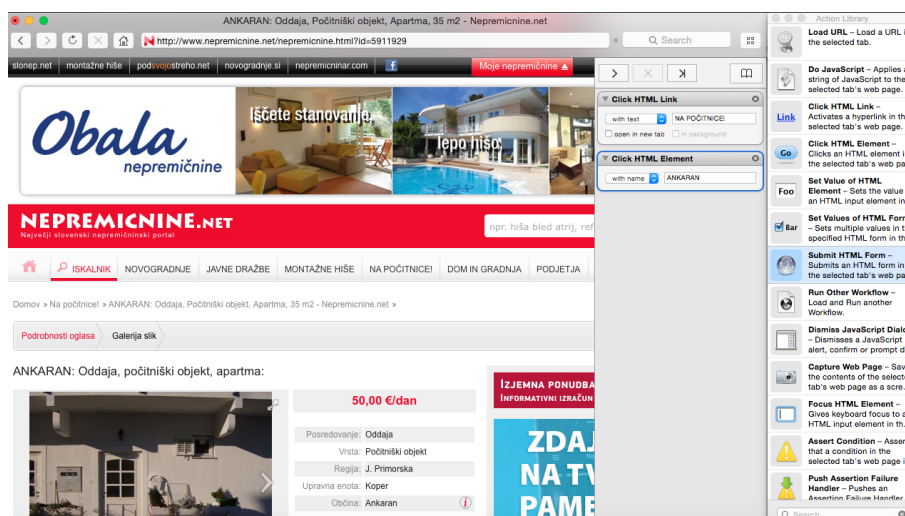 ANKARAN: Oddaja, Počitniški objekt, Apartma, 35 m2 - Nepremicnine.net
http://www.nepremicnine.net/nepremicnine.html?id=5911929
Search
slonep.net montažne hiše podsvojostreho.net novogradnje.si nepremicninar.com f Moje nepremičnine
Obala
nepremičnine
Iščete stanovanje,
lepo hišo,
NEPREMICNINE.NET
Največji slovenski nepremičninski portal
npr. hiša bled atrij, ref
ISKALNIK NOVOGRADNJE JAVNE DRAŽBE MONTAŽNE HIŠE NA POČITNICE! DOM IN GRADNJA PODJETJA
Domov » Na počitnice! » ANKARAN: Oddaja, Počitniški objekt, Apartma, 35 m2 - Nepremicnine.net »
Podrobnosti oglasa Galerija slik
ANKARAN: Oddaja, počitniški objekt, apartma:
50,00 €/dan
Posredovanje: Oddaja
Vrsta: Počitniški objekt
Regija: J. Primorska
Upravna enota: Koper
Občina: Ankaran i
IZJEMNA PONUDBA
INFORMATIVNI IZRAČUN
ZDAJ
NA TV
PAME
Click HTML Link
with text NA POČITNICE!
open in new tab in background
Click HTML Element
with name ANKARAN
Action Library
Load URL – Load a URL i
the selected tab.
Do JavaScript – Applies a
string of JavaScript to the
selected tab's web page.
Link
Click HTML Link –
Activates a hyperlink in th
selected tab's web page.
Go
Click HTML Element –
Clicks an HTML element i
the selected tab's web pa
Foo
Set Value of HTML
Element – Sets the value
an HTML input element in
Bar
Set Values of HTML Forr
– Sets multiple values in t
specified HTML form in th
Submit HTML Form –
Submits an HTML form in
the selected tab's web pa
Run Other Workflow –
Load and Run another
Workflow.
Dismiss JavaScript Dialo
– Dismisses a JavaScript
alert, confirm or prompt d
Capture Web Page – Sav
the contents of the selecte
tab's web page as a scre..
Focus HTML Element –
Gives keyboard focus to a
HTML input element in th.
Assert Condition – Asser
that a condition in the
selected tab's web page i
Push Assertion Failure
Handler – Pushes an
Assertion Failure Handler
Search